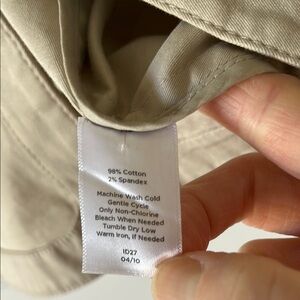 98% Cotton
2% Spandex
Machine Wash Cold
Gentle Cycle
Only Non-Chlorine
Bleach When Needed
Tumble Dry Low
Warm Iron, If Needed
ID27
04/10